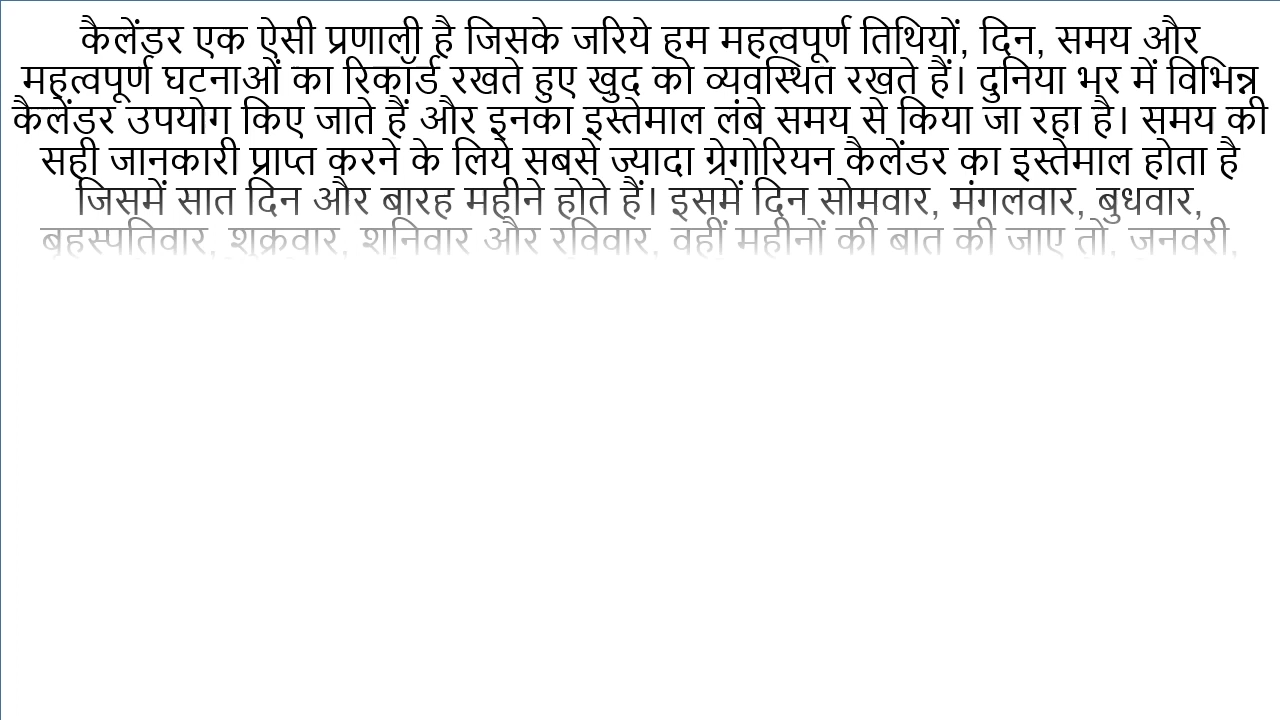 कैलेंडर एक ऐसी प्रणाली है जिसके जरिये हम महत्वपूर्ण तिथियों, दिन, समय और
महत्वपूर्ण घटनाओं का रिकॉर्ड रखते हुए खुद को व्यवस्थित रखते हैं। दुनिया भर में विभिन्न
कैलेंडर उपयोग किए जाते हैं और इनका इस्तेमाल लंबे समय से किया जा रहा है। समय की
सही जानकारी प्राप्त करने के लिये सबसे ज्यादा ग्रेगोरियन कैलेंडर का इस्तेमाल होता है
जिसमें सात दिन और बारह महीने होते हैं। इसमें दिन सोमवार, मंगलवार, बुधवार,
बृहस्पतिवार, शुक्रवार, शनिवार और रविवार, वहीं महीनों की बात की जाए तो, जनवरी,